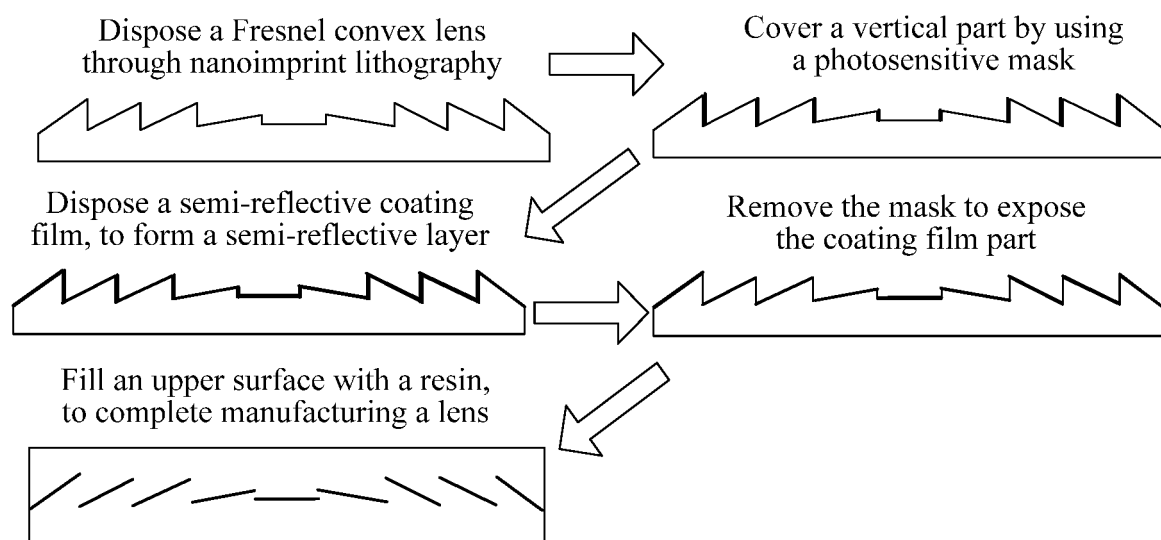 Dispose a Fresnel convex lens
through nanoimprint lithography
Cover a vertical part by using
a photosensitive mask
Dispose a semi-reflective coating
film, to form a semi-reflective layer
Remove the mask to expose
the coating film part
Fill an upper surface with a resin,
to complete manufacturing a lens